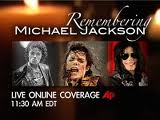 Remembering
MICHAEL JACKSON
LIVE ONLINE COVERAGE AP
11:30 AM EDT